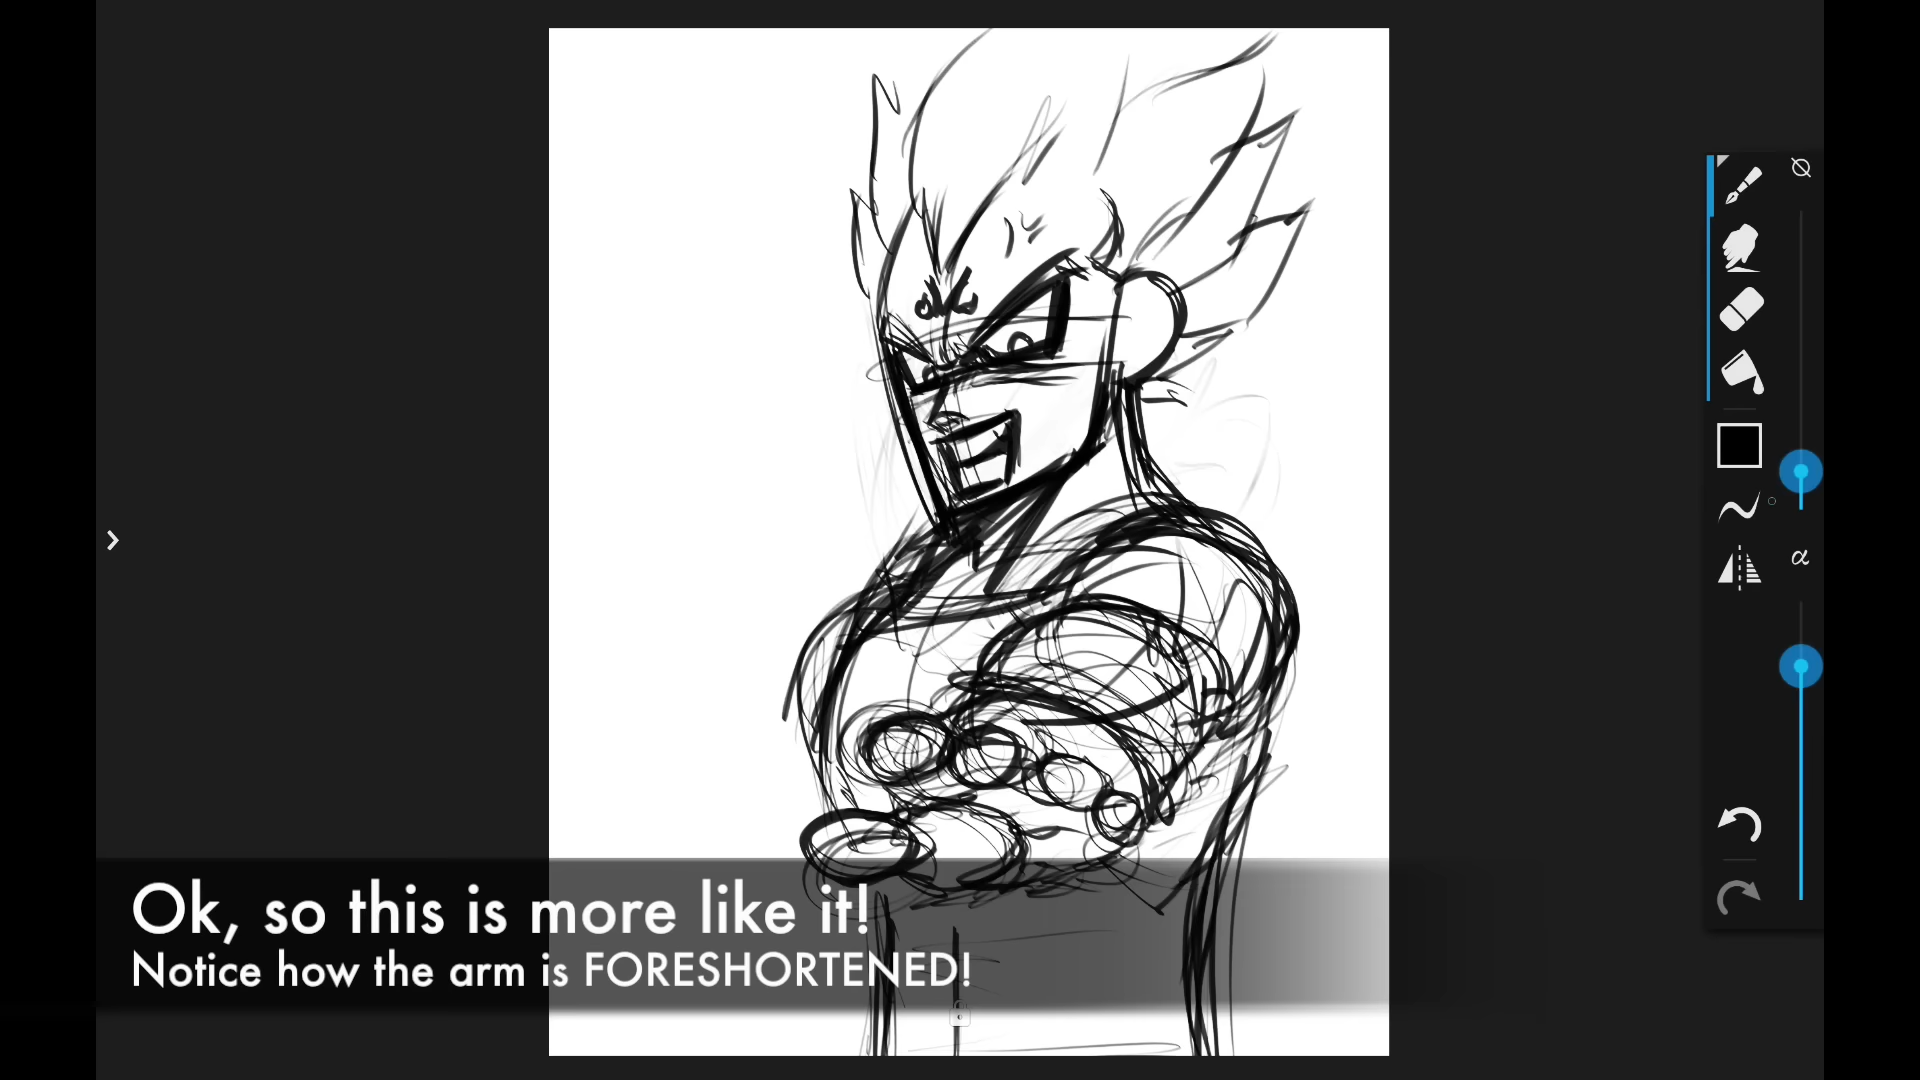 Ok, so this is more like it!
Notice how the arm is FORESHORTENED!
α